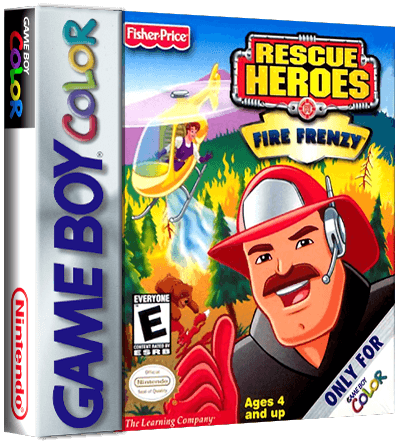 GAME BOY
COLOR
Nintendo
GAME BOY COLOR
Fisher-Price
RESCUE
HEROES
FIRE FRENZY
EVERYONE
E
CONTENT RATED BY
ESRB
Official
Nintendo
Seal of Quality
The Learning Company
Ages 4
and up
ONLY FOR
GAME BOY
COLOR